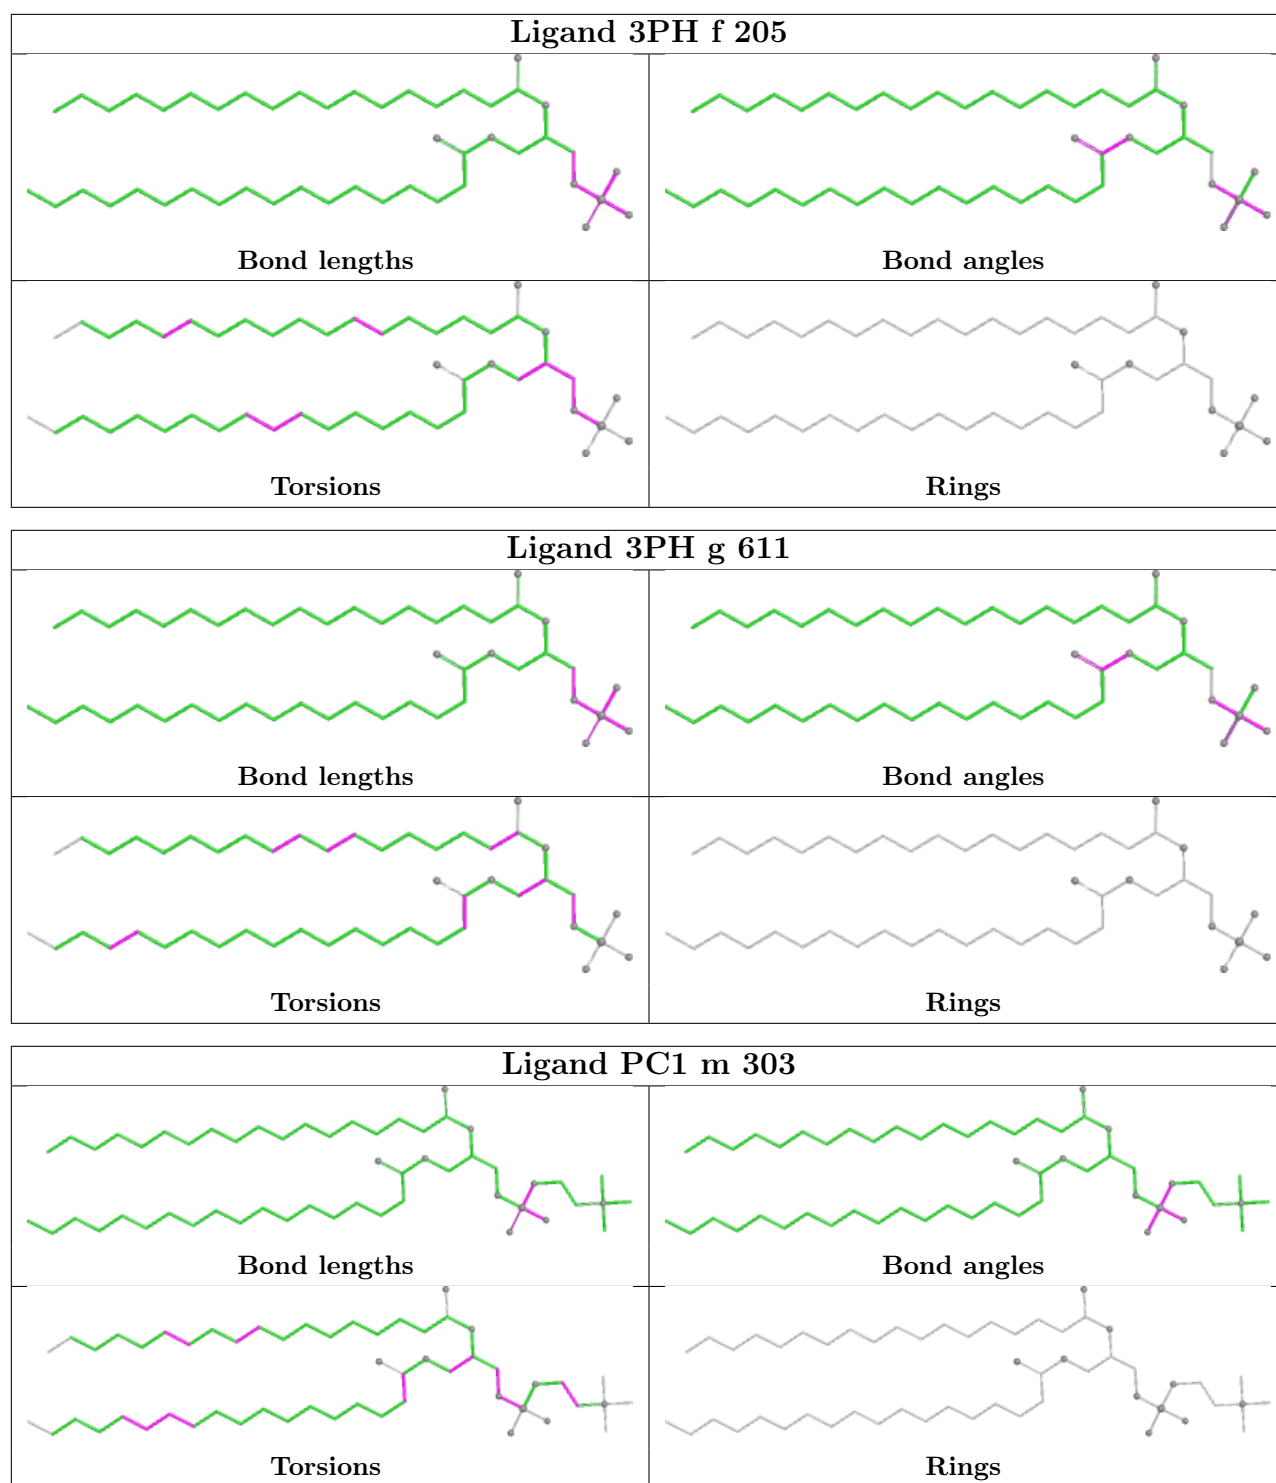 Ligand 3PH f 205
Bond lengths
Bond angles
Torsions
Rings
Ligand 3PH g 611
Bond lengths
Bond angles
Torsions
Rings
Ligand PC1 m 303
Bond lengths
Bond angles
Torsions
Rings